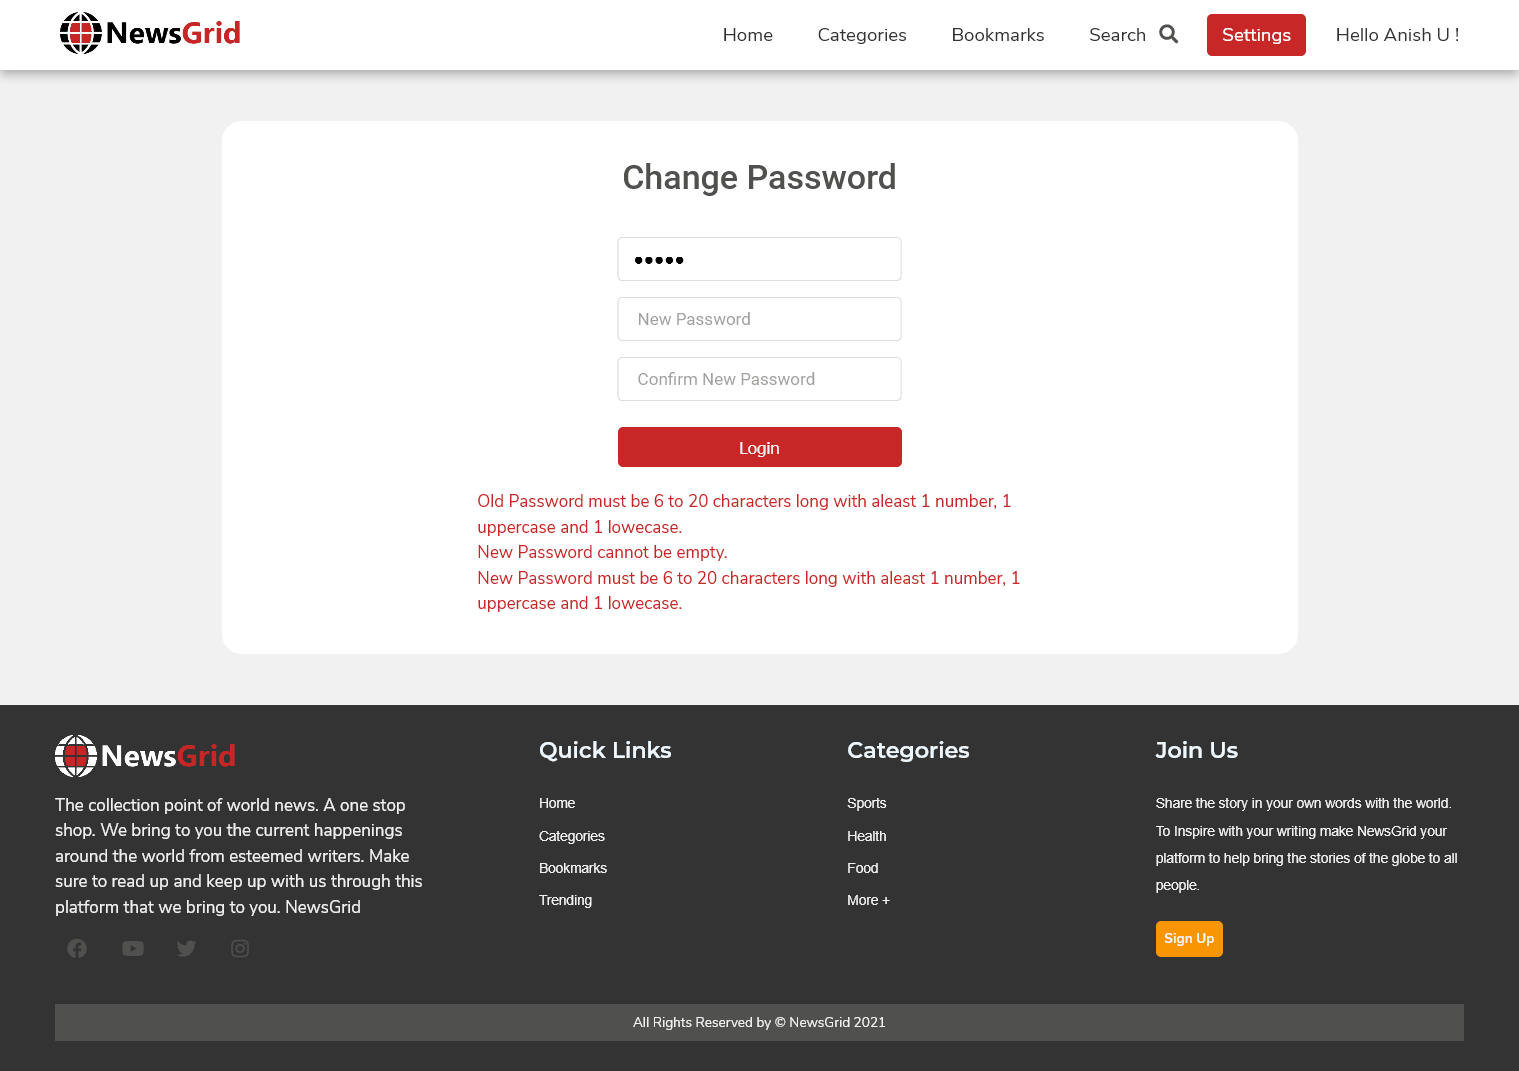 NewsGrid
Home Categories Bookmarks Search Settings Hello Anish U !
Change Password
New Password
Confirm New Password
Login
Old Password must be 6 to 20 characters long with aleast 1 number, 1
uppercase and 1 lowecase.
New Password cannot be empty.
New Password must be 6 to 20 characters long with aleast 1 number, 1
uppercase and 1 lowecase.
NewsGrid
The collection point of world news. A one stop
shop. We bring to you the current happenings
around the world from esteemed writers. Make
sure to read up and keep up with us through this
platform that we bring to you. NewsGrid
Quick Links
Home
Categories
Bookmarks
Trending
Categories
Sports
Health
Food
More +
Join Us
Share the story in your own words with the world.
To Inspire with your writing make NewsGrid your
platform to help bring the stories of the globe to all
people.
Sign Up
All Rights Reserved by © NewsGrid 2021